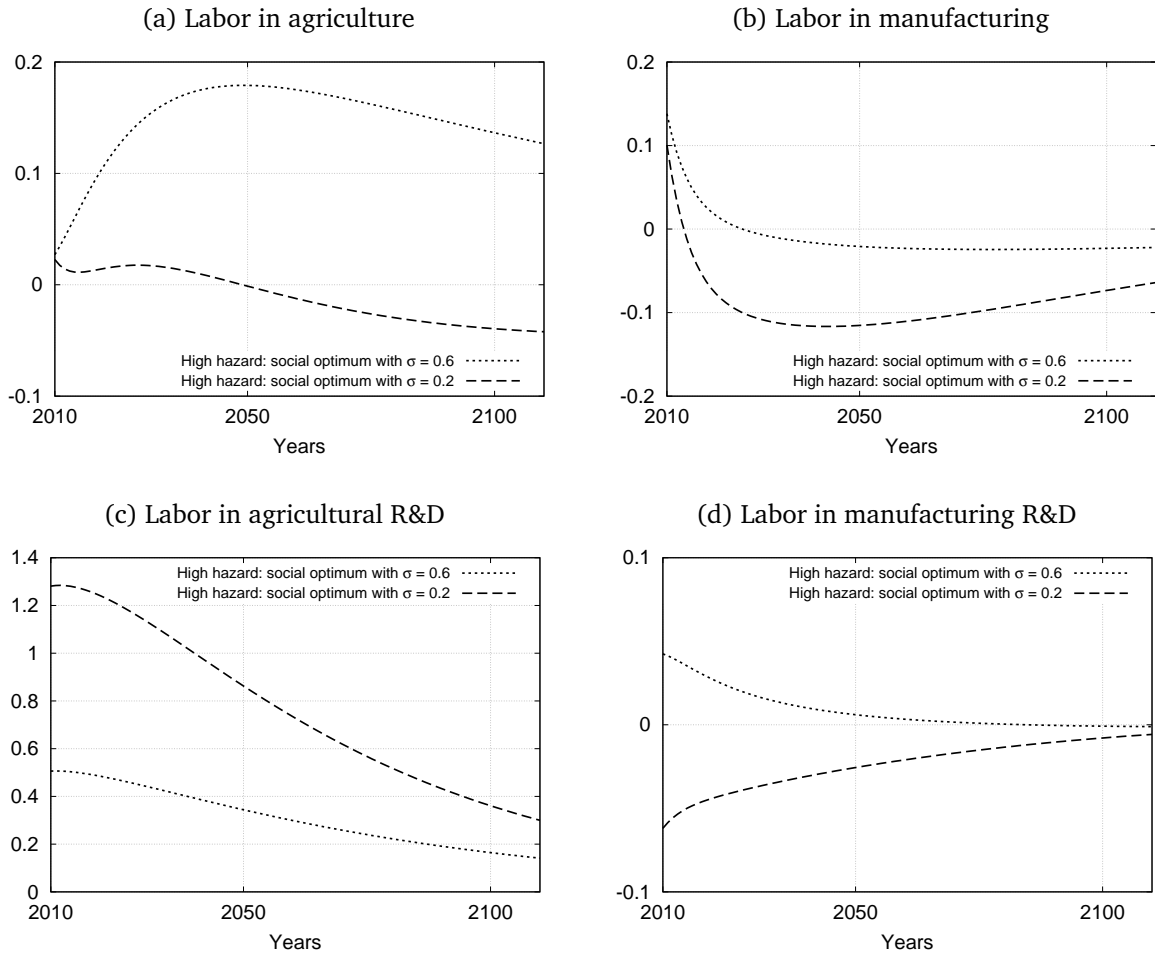 (a) Labor in agriculture
0.2
0.1
0
-0.1
High hazard: social optimum with σ = 0.6
High hazard: social optimum with σ = 0.2
2010
2050
2100
Years
(b) Labor in manufacturing
0.2
0.1
0
-0.1
-0.2
High hazard: social optimum with σ = 0.6
High hazard: social optimum with σ = 0.2
2010
2050
2100
Years
(c) Labor in agricultural R&D
1.4
1.2
1
0.8
0.6
0.4
0.2
0
High hazard: social optimum with σ = 0.6
High hazard: social optimum with σ = 0.2
2010
2050
2100
Years
(d) Labor in manufacturing R&D
0.1
0
-0.1
High hazard: social optimum with σ = 0.6
High hazard: social optimum with σ = 0.2
2010
2050
2100
Years